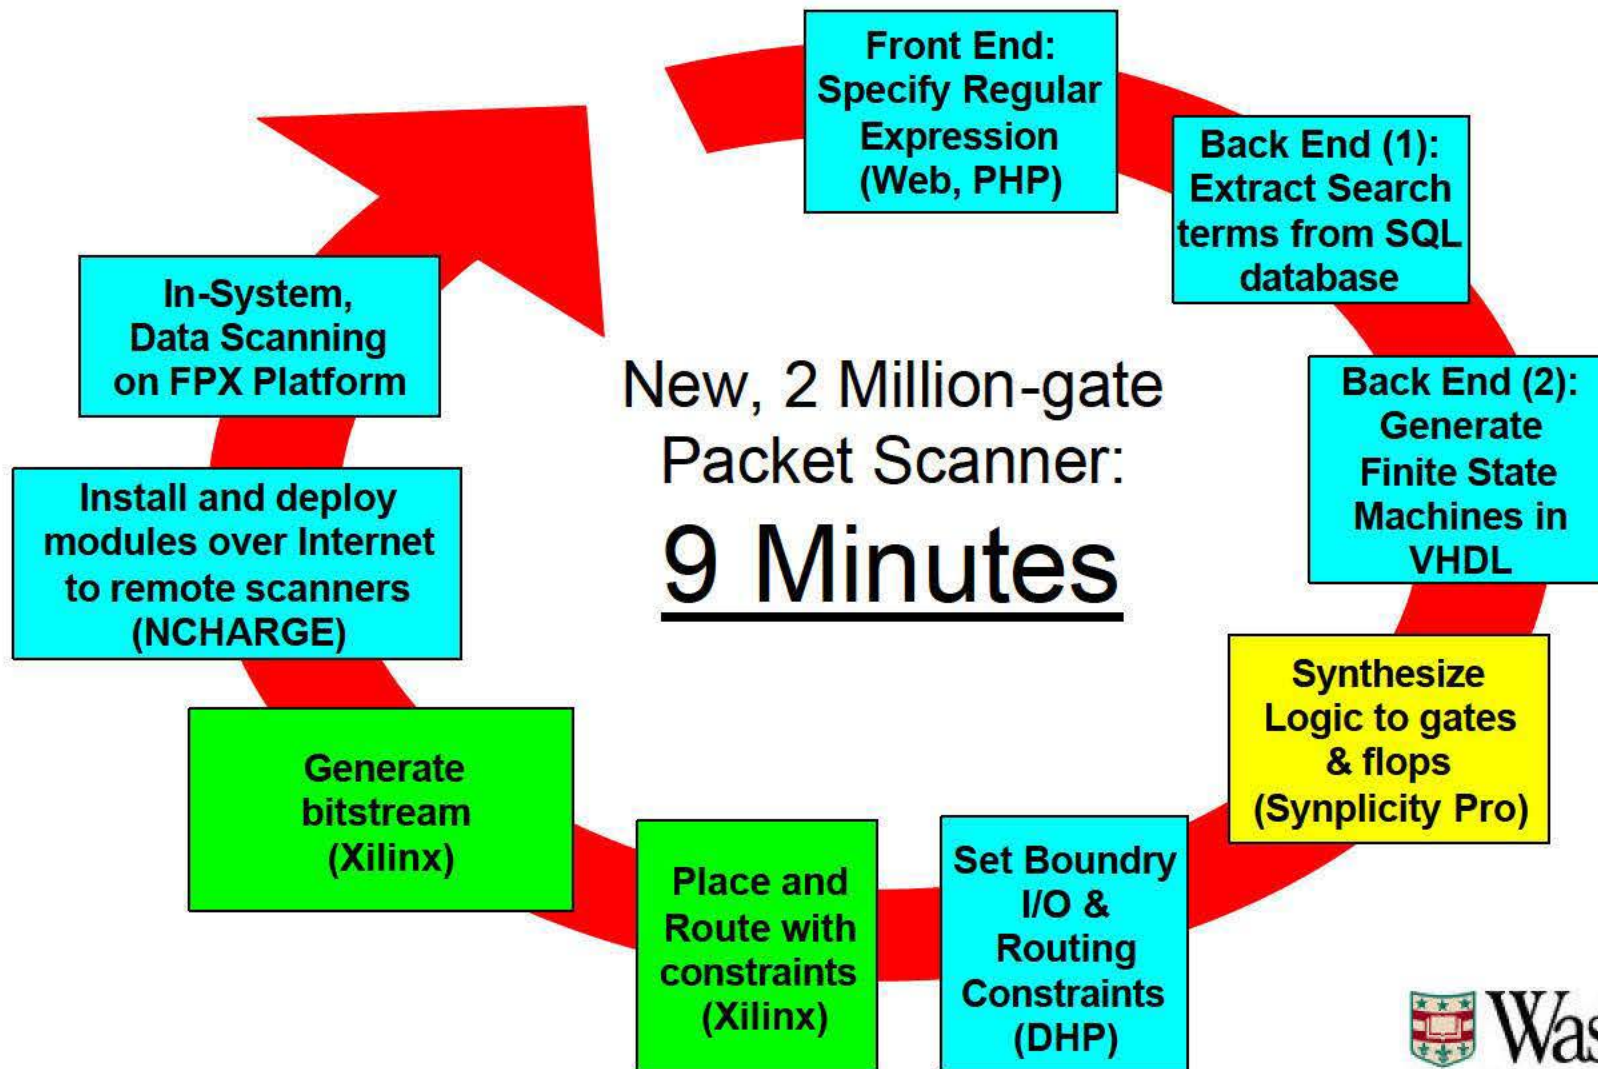 Front End:
Specify Regular
Expression
(Web, PHP)
Back End (1):
Extract Search
terms from SQL
database
Back End (2):
Generate
Finite State
Machines in
VHDL
Synthesize
Logic to gates
& flops
(Synplicity Pro)
Set Boundry
I/O &
Routing
Constraints
(DHP)
Place and
Route with
constraints
(Xilinx)
Generate
bitstream
(Xilinx)
Install and deploy
modules over Internet
to remote scanners
(NCHARGE)
In-System,
Data Scanning
on FPX Platform
New, 2 Million-gate
Packet Scanner:
9 Minutes